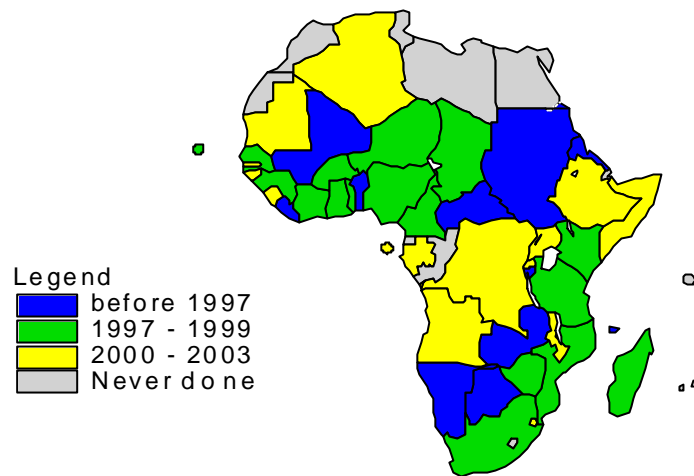 Legend
before 1997
1997 - 1999
2000 - 2003
Never done